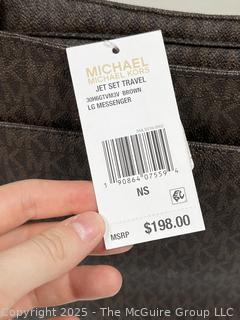 MICHAEL
MICHAEL KORS
JET SET TRAVEL
30H6GTVM3V BROWN
LG MESSENGER
1 90864 07559 4
NS
MSRP $198.00
Copyright 2025 - The McGuire Group LLC